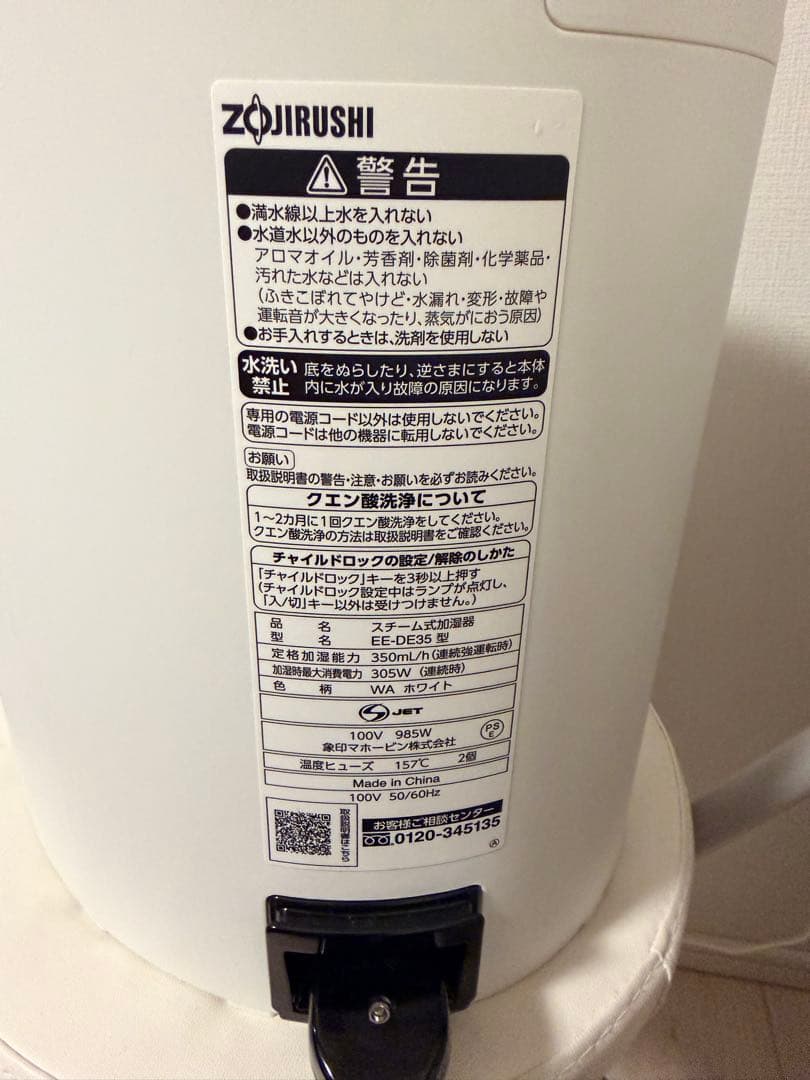 ZOJIRUSHI
警告
●満水線以上水を入れない
●水道水以外のものを入れない
アロマオイル・芳香剤・除菌剤・化学薬品・
汚れた水などは入れない
(ふきこぼれてやけど・水漏れ・変形・故障や
運転音が大きくなったり、蒸気がにおう原因)
●お手入れするときは、洗剤を使用しない
水洗い
禁止
底をぬらしたり、逆さまにすると本体
内に水が入り故障の原因になります。
専用の電源コード以外は使用しないでください。
電源コードは他の機器に転用しないでください。
お願い
取扱説明書の警告・注意・お願いを必ずお読みください。
クエン酸洗浄について
1〜2カ月に1回クエン酸洗浄をしてください。
クエン酸洗浄の方法は取扱説明書をご確認ください。
チャイルドロックの設定/解除のしかた
「チャイルドロック」キーを3秒以上押す
(チャイルドロック設定中はランプが点灯し、
「入/切」キー以外は受けつけません。)
品名 スチーム式加湿器
型名 EE-DE35 型
定格加湿能力 350mL/h(連続強運転時)
加湿時最大消費電力 305W(連続時)
色柄 WA ホワイト
S JET
100V 985W
PS
E
象印マホービン株式会社
温度ヒューズ 157℃ 2個
Made in China
100V 50/60Hz
取扱説明書はこちら
お客様ご相談センター
0120-345135
A